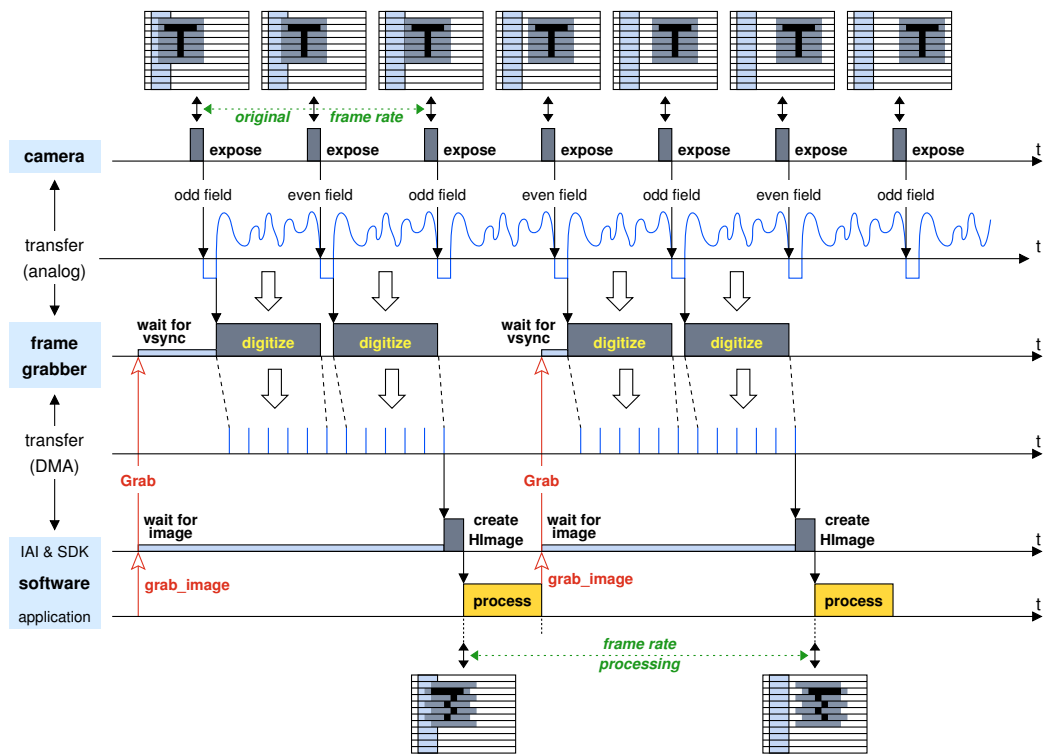 T T T T T T T
original frame rate
camera expose expose expose expose expose expose expose t
odd field even field odd field even field odd field even field odd field
transfer
(analog)
t
wait for
vsync
wait for
vsync
frame
grabber
digitize digitize digitize digitize t
transfer
(DMA)
t
Grab Grab
wait for
image
create
HImage
wait for
image
create
HImage
t
IAI & SDK
software
application
grab_image grab_image
process process t
frame rate
processing